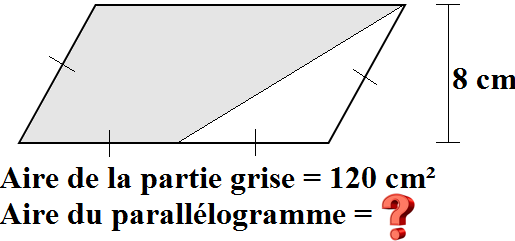 8 cm
Aire de la partie grise = 120 cm²
Aire du parallélogramme = ?